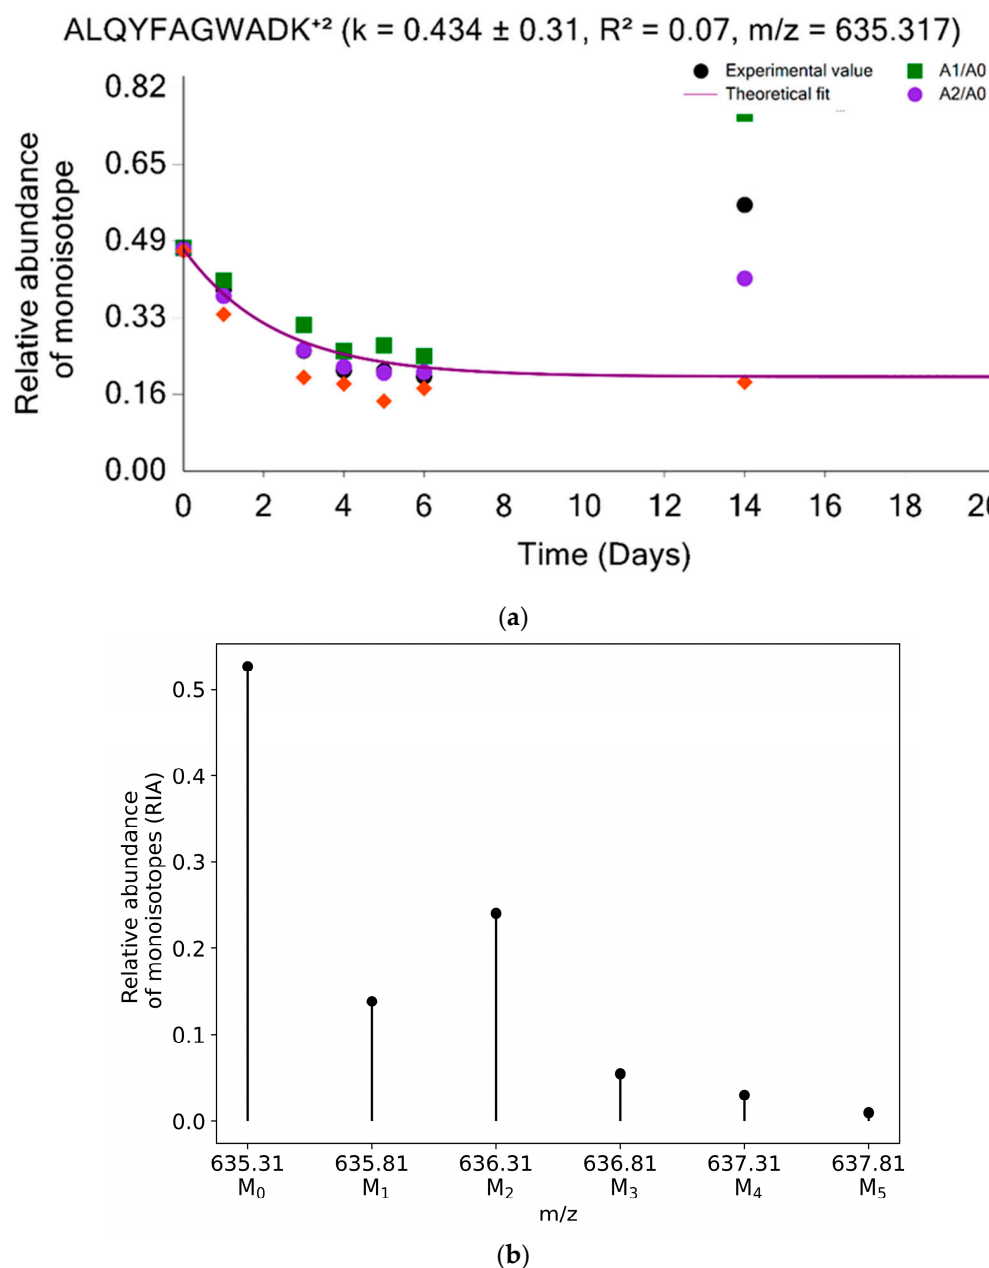 ALQYFAGWADK⁺² (k = 0.434 ± 0.31, R² = 0.07, m/z = 635.317)
Experimental value
A1/A0
Theoretical fit
A2/A0
Relative abundance
of monoisotope
0.82
0.65
0.49
0.33
0.16
0.00
0 2 4 6 8 10 12 14 16 18
Time (Days)
(a)
Relative abundance
of monoisotopes (RIA)
0.5
0.4
0.3
0.2
0.1
0.0
635.31 635.81 636.31 636.81 637.31 637.81
M₀ M₁ M₂ M₃ M₄ M₅
m/z
(b)